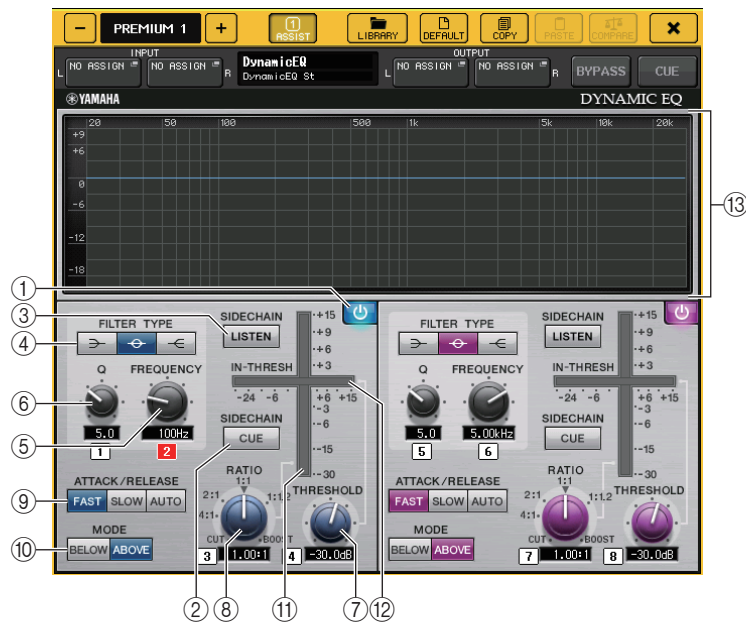 PREMIUM 1
1
ASSIST
LIBRARY
DEFAULT
COPY
PASTE
COMPARE
INPUT
L
NO ASSIGN
NO ASSIGN
R
DynamicEQ
DynamicEQ St
OUTPUT
L
NO ASSIGN
NO ASSIGN
R
BYPASS
CUE
YAMAHA
DYNAMIC EQ
20 50 100 500 1k 5k 10k 20k
+9
+6
0
-6
-12
-18
⑬
①
③
④
⑥
⑤
⑨
⑩
FILTER TYPE
Q
FREQUENCY
5.0
100Hz
1
2
SIDECHAIN
LISTEN
IN-THRESH
-24 -6 +6 +15
SIDECHAIN
CUE
+15
+9
+6
+3
-3
-6
-15
-30
ATTACK/RELEASE
FAST SLOW AUTO
MODE
BELOW ABOVE
RATIO
1:1
2:1
1:1.2
4:1
CUT
BOOST
3
1.00:1
THRESHOLD
4
-30.0dB
FILTER TYPE
Q
FREQUENCY
5.0
5.00kHz
5
6
SIDECHAIN
LISTEN
IN-THRESH
-24 -6 +6 +15
SIDECHAIN
CUE
+15
+9
+6
+3
-3
-6
-15
-30
ATTACK/RELEASE
FAST SLOW AUTO
MODE
BELOW ABOVE
RATIO
1:1
2:1
1:1.2
4:1
CUT
BOOST
7
1.00:1
THRESHOLD
8
-30.0dB
② ⑧ ⑪ ⑦ ⑫